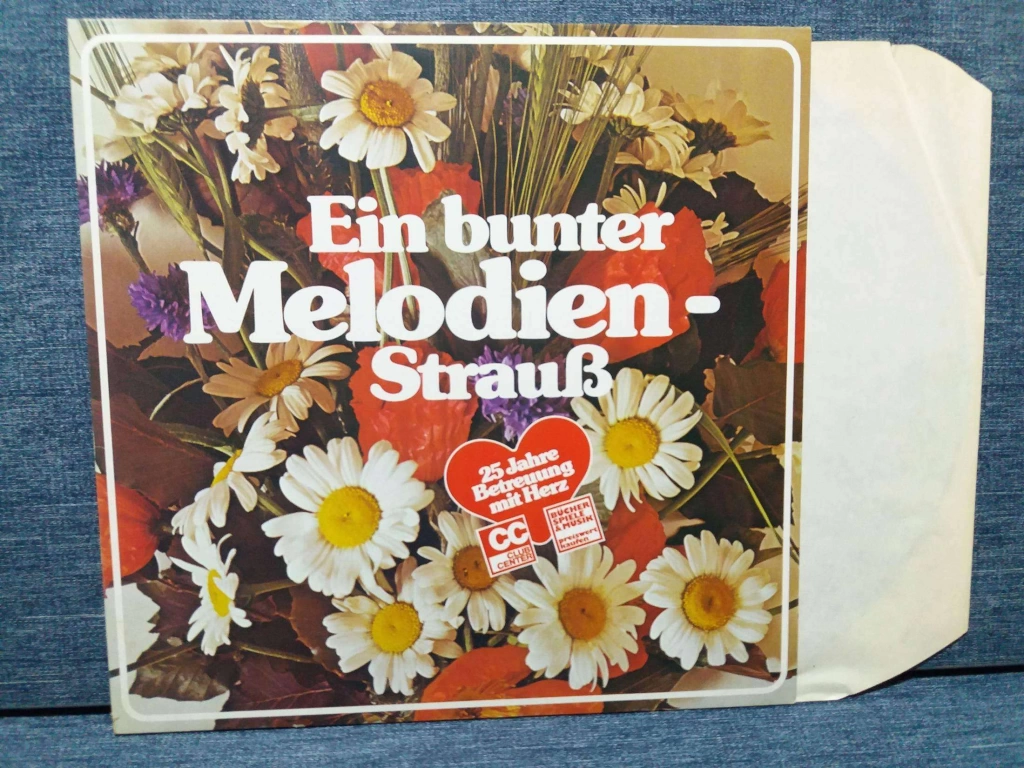 Ein bunter
Melodien-
Strauß
25 Jahre
Betreuung
mit Herz
CC
CLUB
CENTER
BÜCHER
SPIELE
& MUSIK
preiswert
kaufen